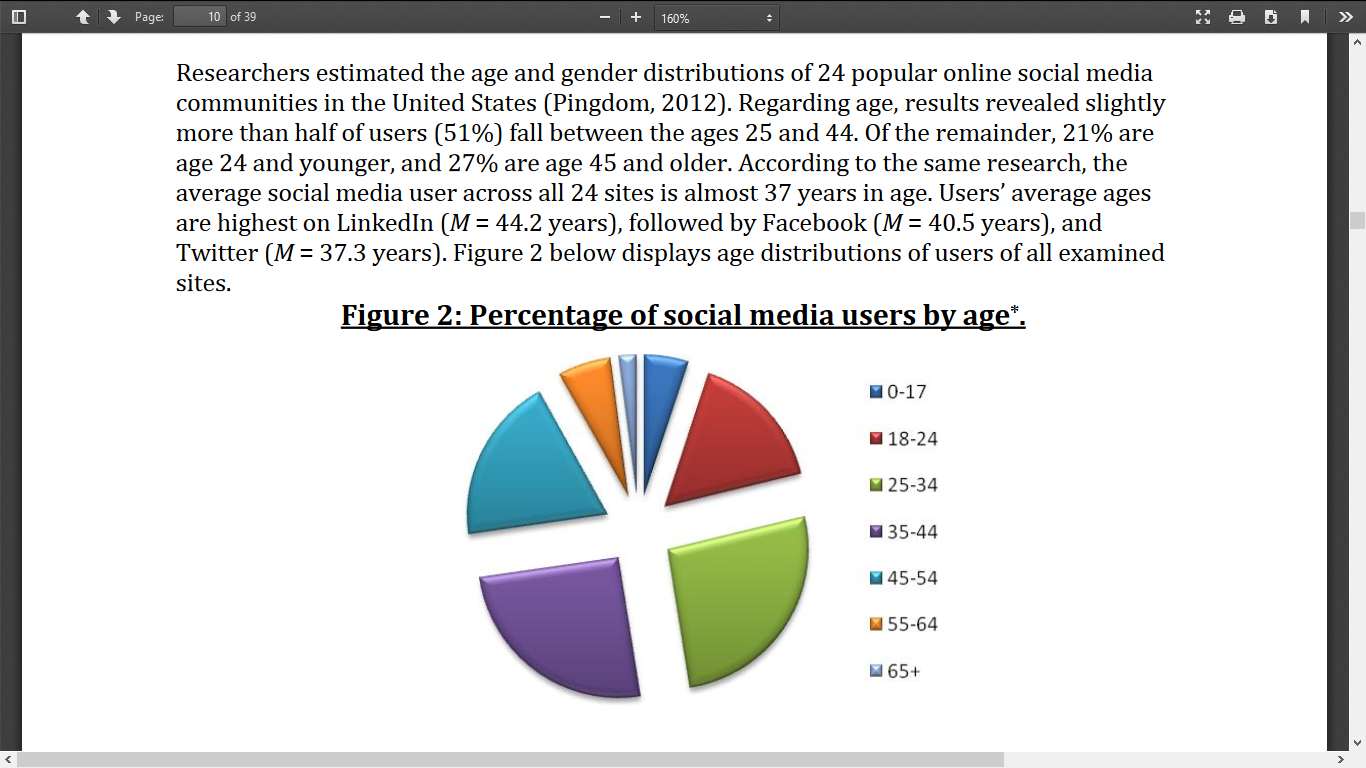 Page: 10 of 39 160%
Researchers estimated the age and gender distributions of 24 popular online social media
communities in the United States (Pingdom, 2012). Regarding age, results revealed slightly
more than half of users (51%) fall between the ages 25 and 44. Of the remainder, 21% are
age 24 and younger, and 27% are age 45 and older. According to the same research, the
average social media user across all 24 sites is almost 37 years in age. Users’ average ages
are highest on LinkedIn (M = 44.2 years), followed by Facebook (M = 40.5 years), and
Twitter (M = 37.3 years). Figure 2 below displays age distributions of users of all examined
sites.
Figure 2: Percentage of social media users by age*.
0-17
18-24
25-34
35-44
45-54
55-64
65+